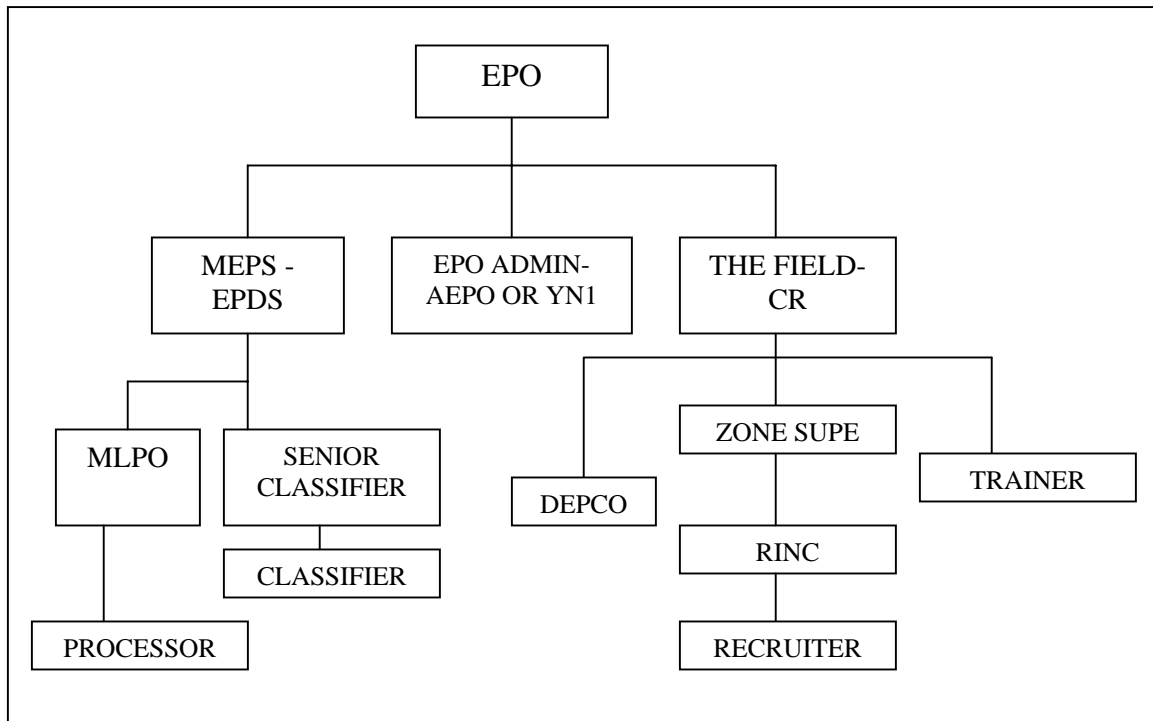 EPO
MEPS -
EPDS
EPO ADMIN-
AEPO OR YN1
THE FIELD-
CR
MLPO
SENIOR
CLASSIFIER
ZONE SUPE
DEPCO
TRAINER
CLASSIFIER
RINC
PROCESSOR
RECRUITER